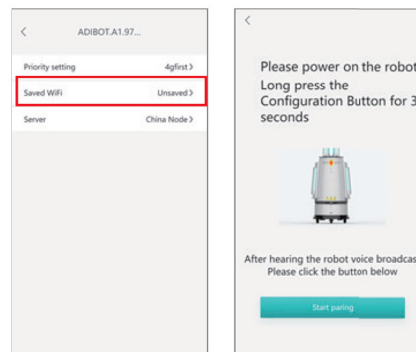 ADIBOT.A1.97...
Priority setting 4gfirst >
Saved WiFi Unsaved >
Server China Node >
Please power on the robot
Long press the
Configuration Button for 3
seconds
After hearing the robot voice broadcas
Please click the button below
Start paring